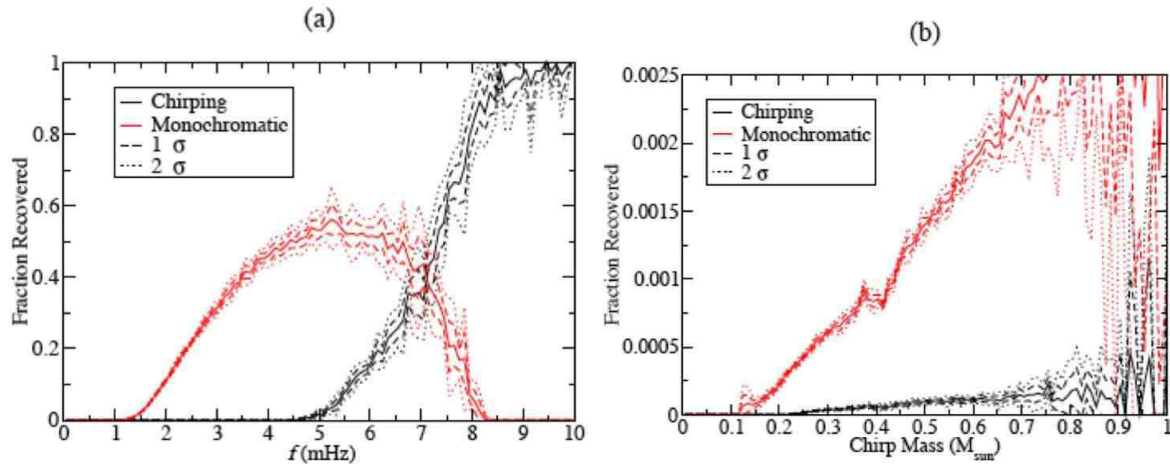 (a)
Fraction Recovered
1
0.8
0.6
0.4
0.2
0
Chirping
Monochromatic
1 σ
2 σ
0 1 2 3 4 5 6 7 8 9 10
f (mHz)
(b)
Fraction Recovered
0.0025
0.002
0.0015
0.001
0.0005
0
Chirping
Monochromatic
1 σ
2 σ
0 0.1 0.2 0.3 0.4 0.5 0.6 0.7 0.8 0.9 1
Chirp Mass (M_sun)